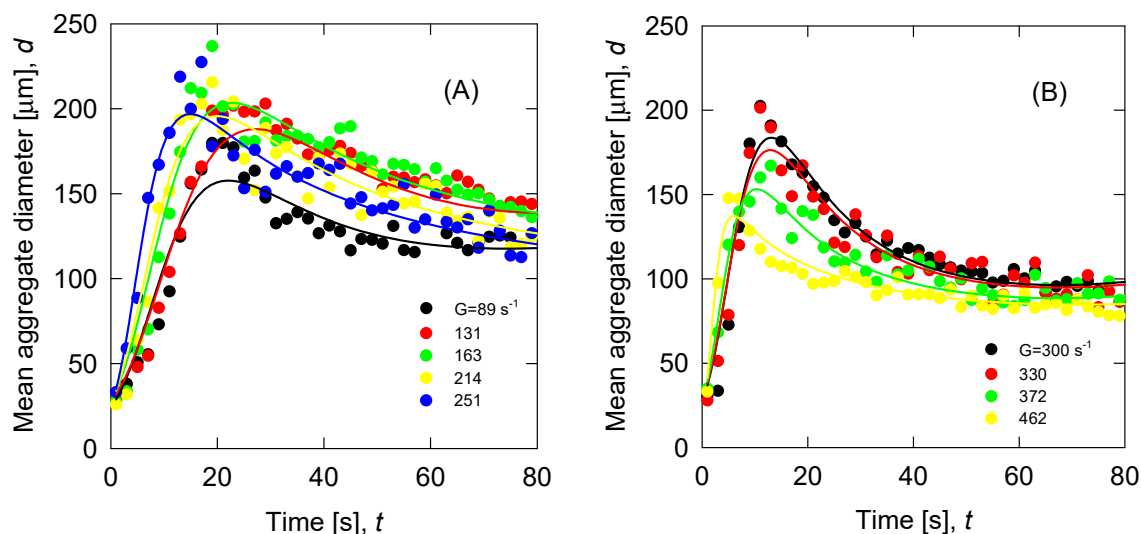 250
200
150
100
50
0
Mean aggregate diameter [μm], d
(A)
G=89 s-1
131
163
214
251
0 20 40 60 80
Time [s], t
250
200
150
100
50
0
Mean aggregate diameter [μm], d
(B)
G=300 s-1
330
372
462
0 20 40 60 80
Time [s], t